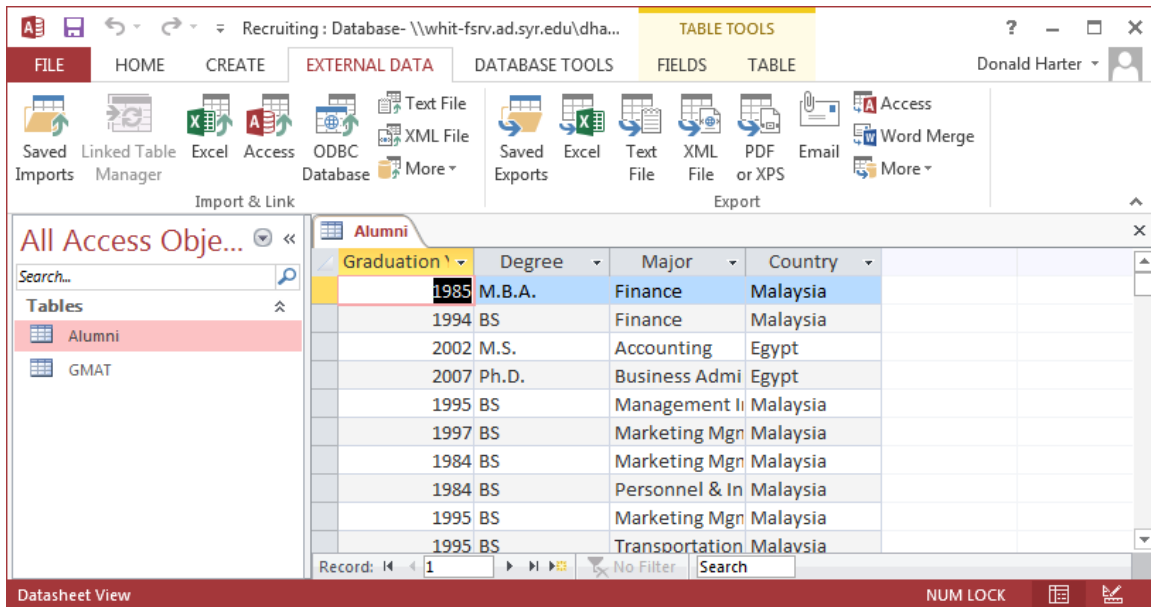 Recruiting : Database- \\whit-fsrv.ad.syr.edu\dha...
TABLE TOOLS
?
FILE HOME CREATE EXTERNAL DATA DATABASE TOOLS FIELDS TABLE Donald Harter
Saved Imports
Linked Table Manager
Excel
Access
ODBC Database
Text File
XML File
More
Import & Link
Saved Exports
Excel
Text File
XML File
PDF or XPS
Email
Access
Word Merge
More
Export
All Access Obje... «
Search...
Tables
Alumni
GMAT
Alumni
Graduation Degree Major Country
1985 M.B.A. Finance Malaysia
1994 BS Finance Malaysia
2002 M.S. Accounting Egypt
2007 Ph.D. Business Admi Egypt
1995 BS Management Malaysia
1997 BS Marketing Malaysia
1984 BS Marketing Malaysia
1984 BS Personnel & In Malaysia
1995 BS Marketing Malaysia
1995 BS Transportation Malaysia
Record: 1 No Filter Search
Datasheet View NUM LOCK